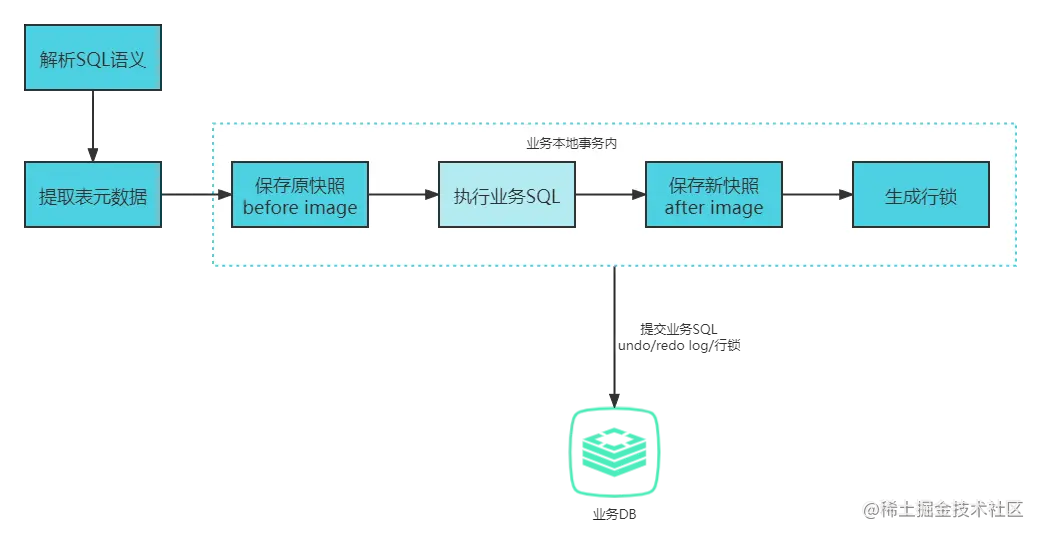 解析SQL语义
业务本地事务内
提取表元数据
保存原快照
before image
执行业务SQL
保存新快照
after image
生成行锁
提交业务SQL
undo/redo log/行锁
业务DB
@稀土掘金技术社区